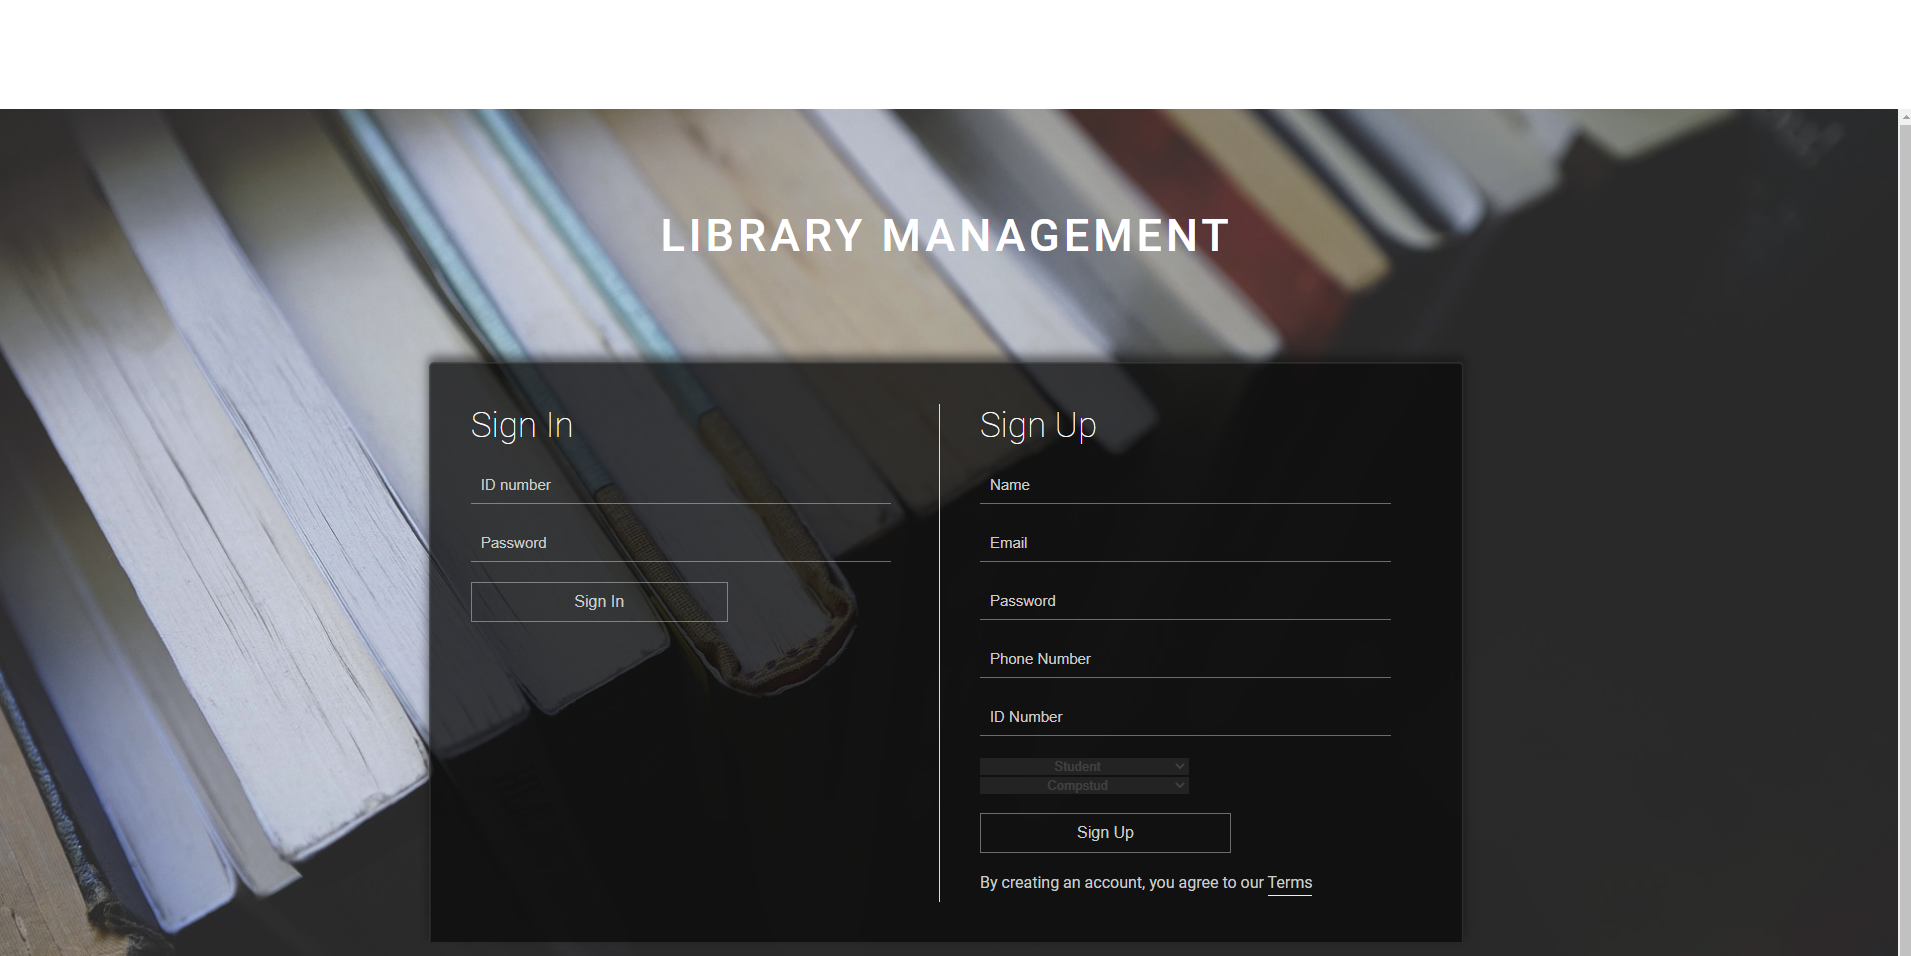 LIBRARY MANAGEMENT
Sign In
ID number
Password
Sign In
Sign Up
Name
Email
Password
Phone Number
ID Number
Student
Compstud
Sign Up
By creating an account, you agree to our Terms